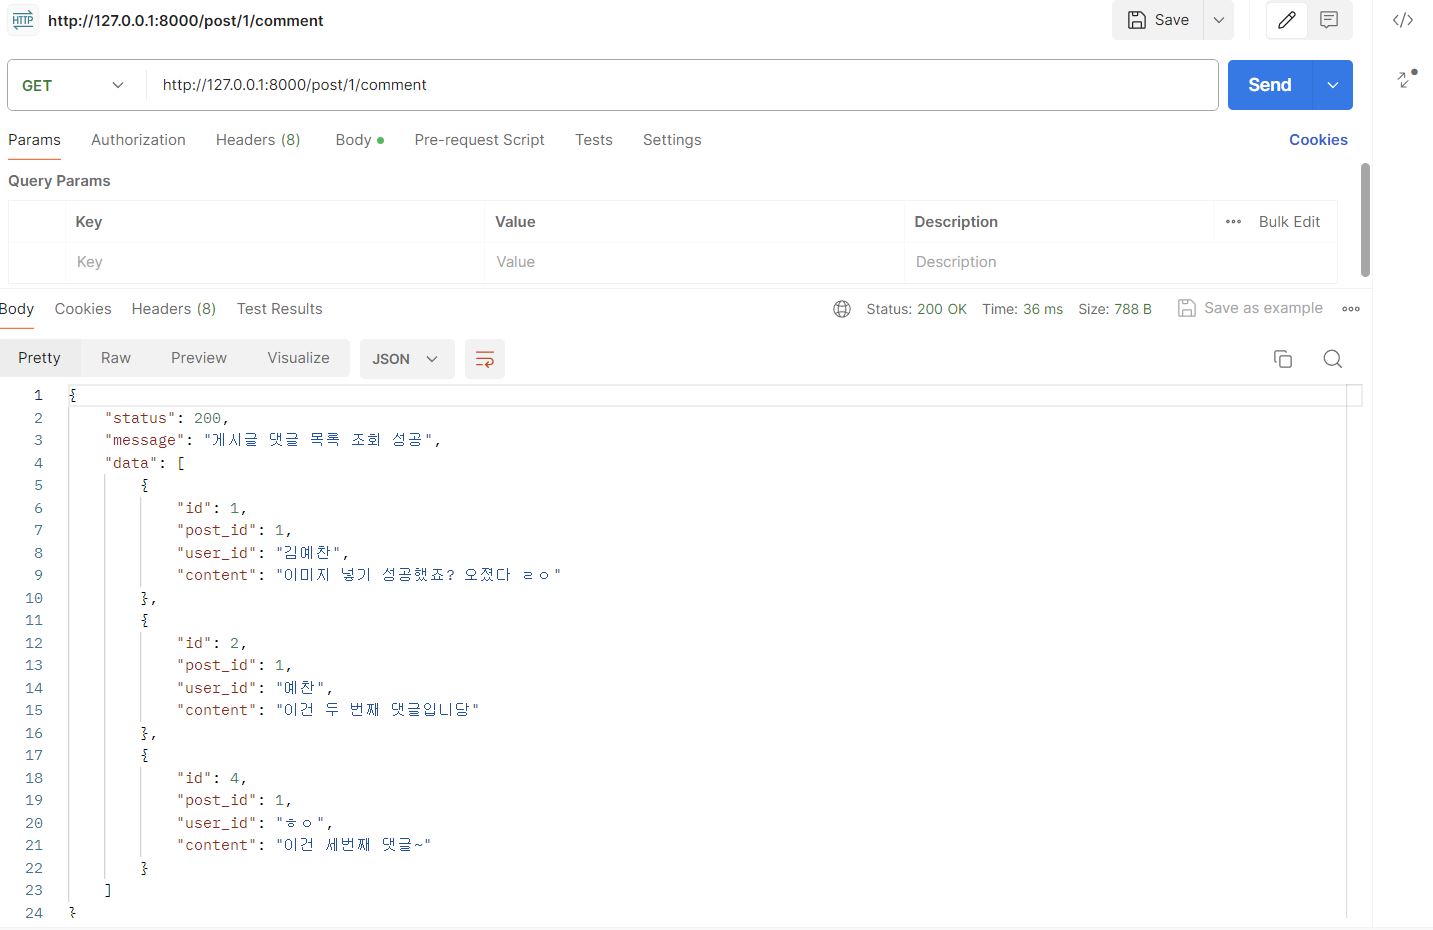 HTTP http://127.0.0.1:8000/post/1/comment Save
GET http://127.0.0.1:8000/post/1/comment Send
Params Authorization Headers (8) Body Pre-request Script Tests Settings Cookies
Query Params
Key Value Description Bulk Edit
Key Value Description
Body Cookies Headers (8) Test Results Status: 200 OK Time: 36 ms Size: 788 B Save as example
Pretty Raw Preview Visualize JSON
1 {
2 "status": 200,
3 "message": "게시글 댓글 목록 조회 성공",
4 "data": [
5 {
6 "id": 1,
7 "post_id": 1,
8 "user_id": "김예찬",
9 "content": "이미지 넣기 성공했죠? 오졌다 ㄹㅇ"
10 },
11 {
12 "id": 2,
13 "post_id": 1,
14 "user_id": "예찬",
15 "content": "이건 두 번째 댓글입니당"
16 },
17 {
18 "id": 4,
19 "post_id": 1,
20 "user_id": "ㅎㅇ",
21 "content": "이건 세번째 댓글~"
22 }
23 ]
24 }